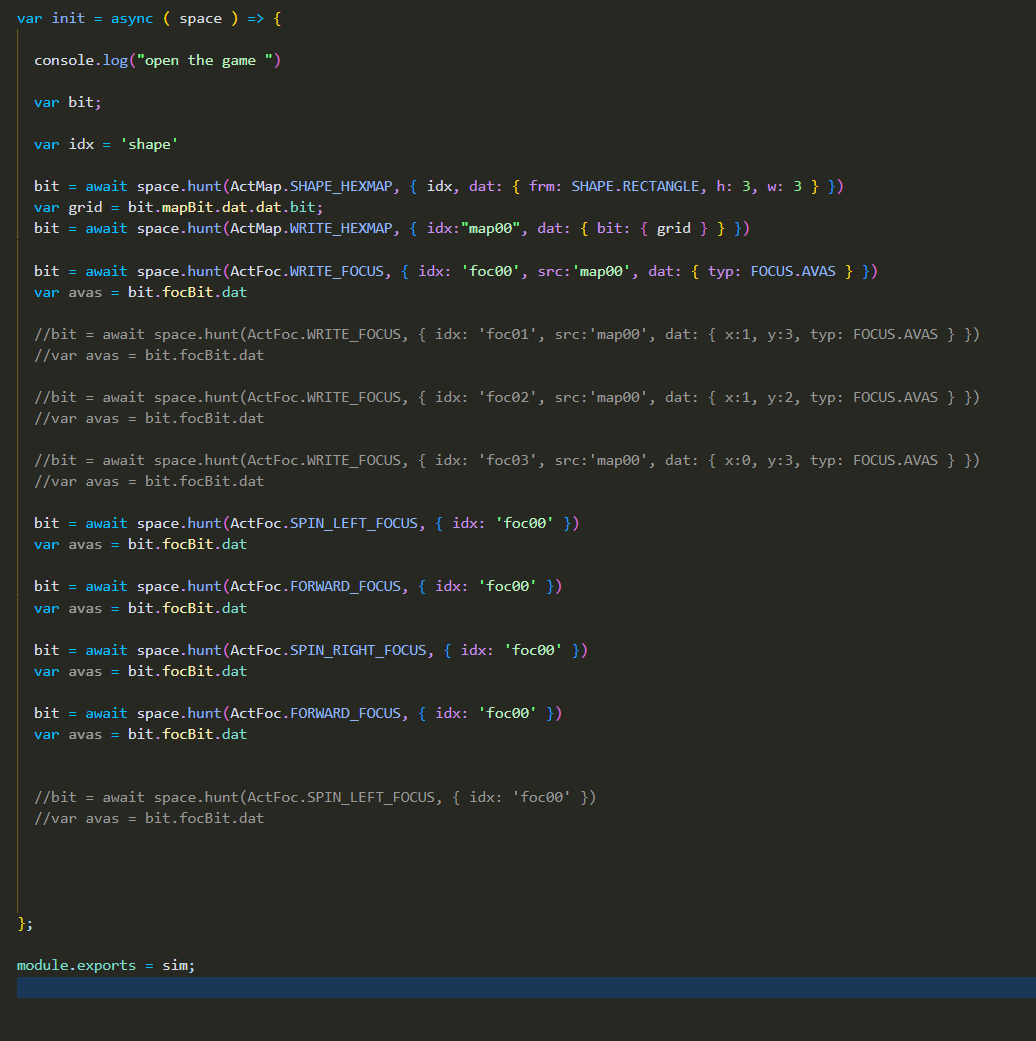 var init = async ( space ) => {
console.log("open the game ")
var bit;
var idx = 'shape'
bit = await space.hunt(ActMap.SHAPE_HEXMAP, { idx, dat: { frm: SHAPE.RECTANGLE, h: 3, w: 3 } })
var grid = bit.mapBit.dat.dat.bit;
bit = await space.hunt(ActMap.WRITE_HEXMAP, { idx:"map00", dat: { bit: { grid } } })
bit = await space.hunt(ActFoc.WRITE_FOCUS, { idx: 'foc00', src:'map00', dat: { typ: FOCUS.AVAS } })
var avas = bit.focBit.dat
//bit = await space.hunt(ActFoc.WRITE_FOCUS, { idx: 'foc01', src:'map00', dat: { x:1, y:3, typ: FOCUS.AVAS } })
//var avas = bit.focBit.dat
//bit = await space.hunt(ActFoc.WRITE_FOCUS, { idx: 'foc02', src:'map00', dat: { x:1, y:2, typ: FOCUS.AVAS } })
//var avas = bit.focBit.dat
//bit = await space.hunt(ActFoc.WRITE_FOCUS, { idx: 'foc03', src:'map00', dat: { x:0, y:3, typ: FOCUS.AVAS } })
//var avas = bit.focBit.dat
bit = await space.hunt(ActFoc.SPIN_LEFT_FOCUS, { idx: 'foc00' })
var avas = bit.focBit.dat
bit = await space.hunt(ActFoc.FORWARD_FOCUS, { idx: 'foc00' })
var avas = bit.focBit.dat
bit = await space.hunt(ActFoc.SPIN_RIGHT_FOCUS, { idx: 'foc00' })
var avas = bit.focBit.dat
bit = await space.hunt(ActFoc.FORWARD_FOCUS, { idx: 'foc00' })
var avas = bit.focBit.dat
//bit = await space.hunt(ActFoc.SPIN_LEFT_FOCUS, { idx: 'foc00' })
//var avas = bit.focBit.dat
};
module.exports = sim;